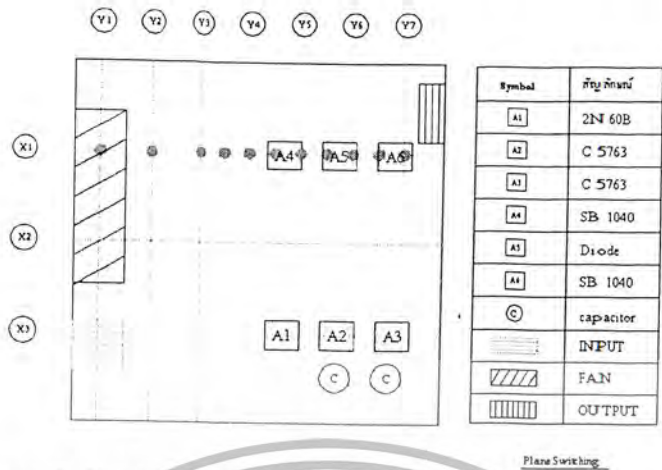 Y1 Y2 Y3 Y4 Y5 Y6 Y7
X1
A4 A5 A6
X2
X3
A1 A2 A3
C C
Symbol สัญลักษณ์
A1 2N 60B
A2 C 5763
A3 C 5763
A4 SB 1040
A5 Diode
A6 SB 1040
C capacitor
INPUT
FAN
OUTPUT
Plane Switching